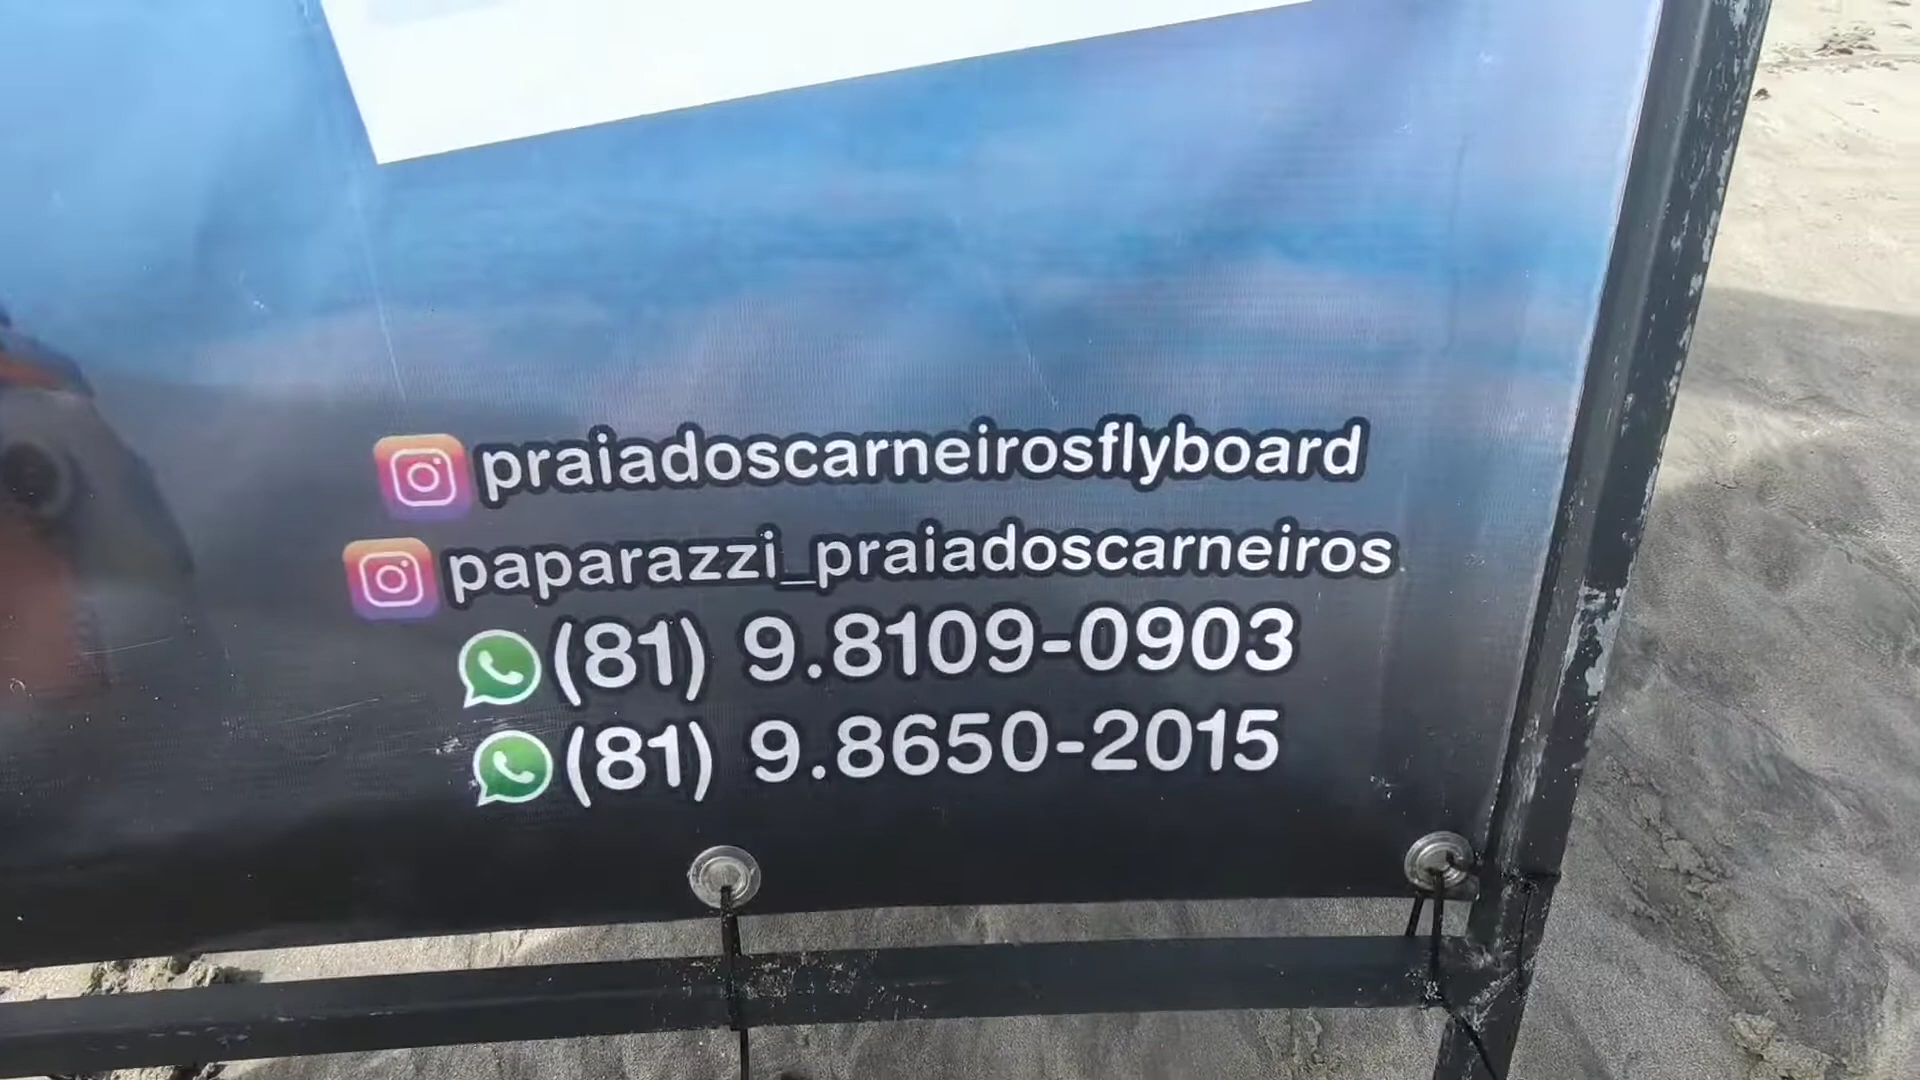 praiadoscarneirosflyboard
paparazzi_praiadoscarneiros
(81) 9.8109-0903
(81) 9.8650-2015